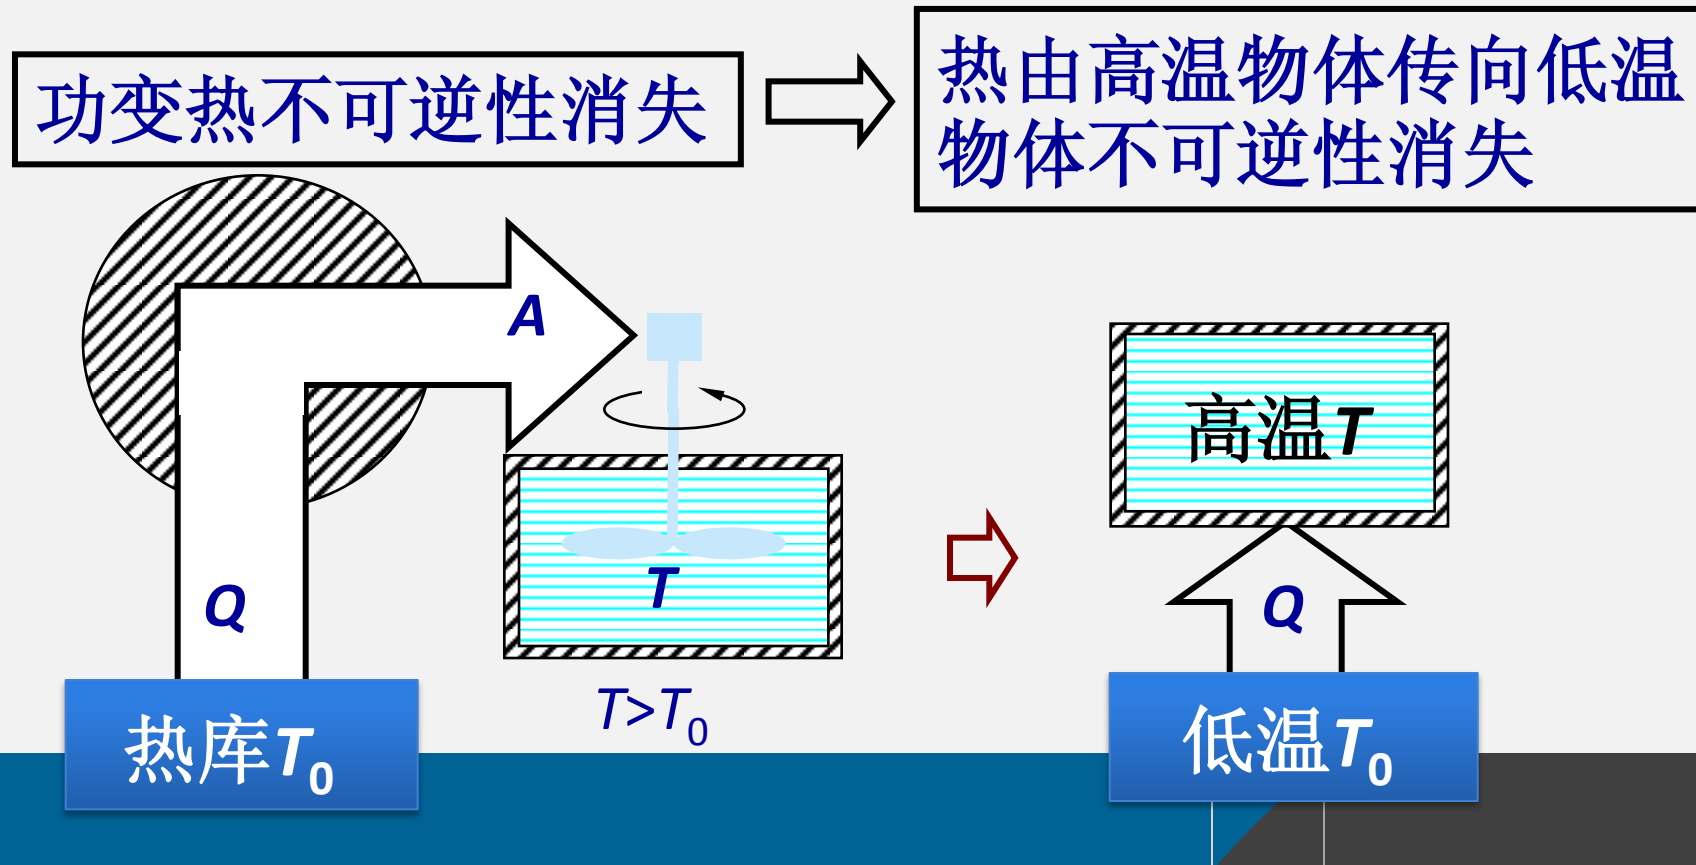 功变热不可逆性消失
热由高温物体传向低温
物体不可逆性消失
A
Q
T
热库T₀
T>T₀
高温T
Q
低温T₀